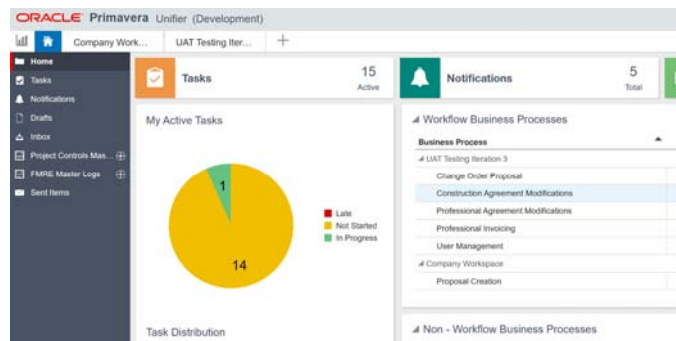 ORACLE Primavera Unifier (Development)
Company Work...
UAT Testing Iter...
Home
Tasks
Notifications
Drafts
Inbox
Project Controls Mas...
FMRE Master Logs
Sent Items
Tasks
15
Active
Notifications
5
Total
My Active Tasks
1
14
Late
Not Started
In Progress
Task Distribution
Workflow Business Processes
Business Process
UAT Testing Iteration 3
Change Order Proposal
Construction Agreement Modifications
Professional Agreement Modifications
Professional Invoicing
User Management
Company Workspace
Proposal Creation
Non - Workflow Business Processes